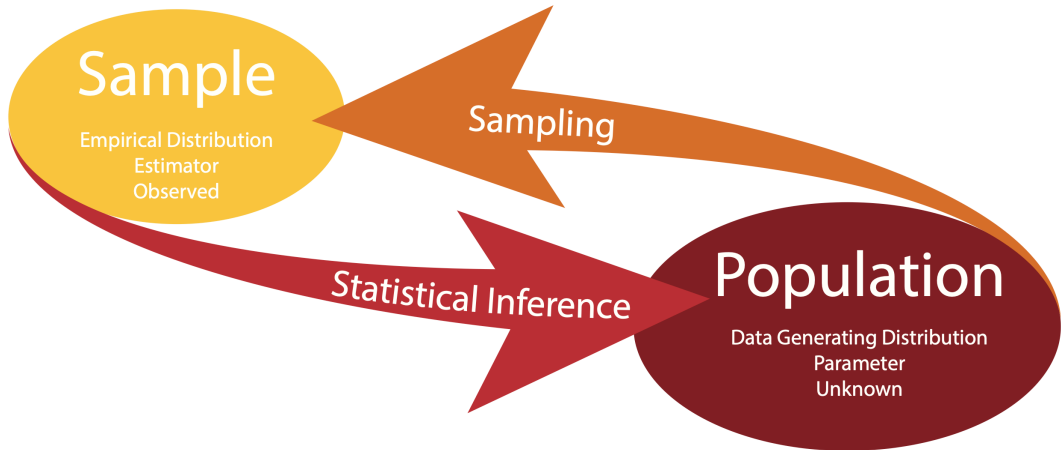 Sample
Empirical Distribution
Estimator
Observed
Sampling
Statistical Inference
Population
Data Generating Distribution
Parameter
Unknown